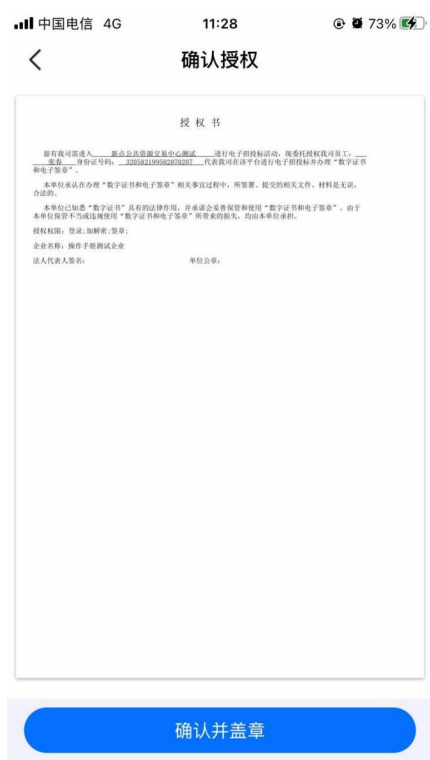 中国电信 4G 11:28 73%
确认授权
授 权 书
兹有我司需进入 新点公共资源交易中心测试 进行电子招投标活动，现委托授权我司员工：
张春 身份证号码： 320582199502070207 代表我司在该平台进行电子招投标并办理“数字证书
和电子签章”。
本单位承认在办理“数字证书和电子签章”相关事宜过程中，所签署、提交的相关文件、材料是无误、
合法的。
本单位已知悉“数字证书”具有的法律作用，并承诺会妥善保管和使用“数字证书和电子签章”，由于
本单位保管不当或违规使用“数字证书和电子签章”所带来的损失，均由本单位承担。
授权权限：登录;加解密;签章;
企业名称：操作手册测试企业
法人代表人签名： 单位公章：
确认并盖章